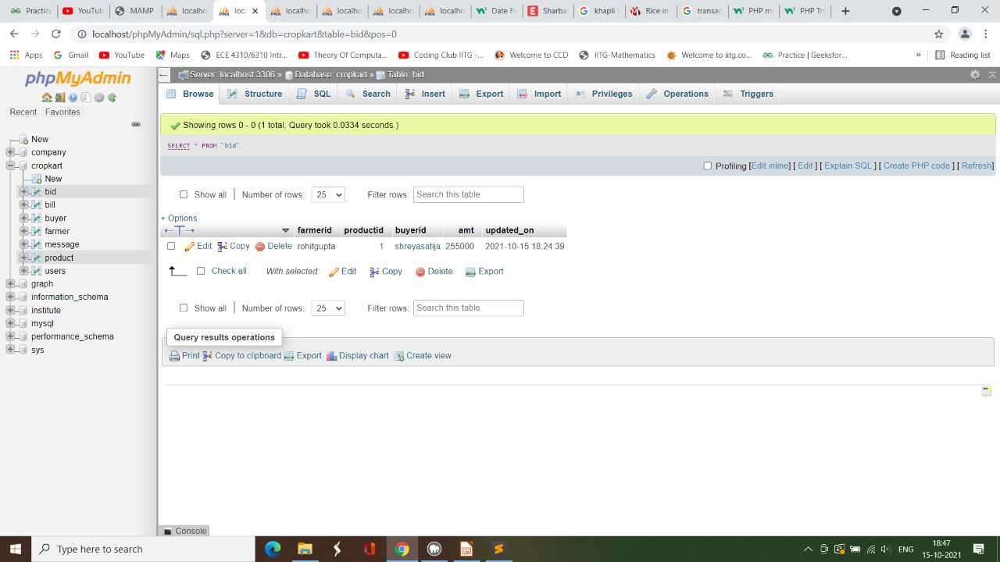 Practice
YouTub
MAMP
localho
loca
localho
localho
localho
localho
Date Fu
Sharba
khapli
Rice in
transac
PHP m
PHP Try
localhost/phpMyAdmin/sql.php?server=1&db=cropkart&table=bid&pos=0
Apps
Gmail
YouTube
Maps
ECE 4310/6310 Intr...
Theory Of Computa...
Coding Club IITG -...
Welcome to CCD
IITG-Mathematics
Welcome to iitg.co...
Practice | Geeksfor...
»
Reading list
phpMyAdmin
Recent
Favorites
New
company
cropkart
New
bid
bill
buyer
farmer
message
product
users
graph
information_schema
institute
mysql
performance_schema
sys
Server: localhost:3306 » Database: cropkart » Table: bid
Browse
Structure
SQL
Search
Insert
Export
Import
Privileges
Operations
Triggers
Showing rows 0 - 0 (1 total, Query took 0.0334 seconds.)
SELECT * FROM `bid`
Profiling [Edit inline] [ Edit ] [ Explain SQL ] [ Create PHP code ] [ Refresh]
Show all | Number of rows: 25 Filter rows: Search this table
+ Options
farmerid productid buyerid amt updated_on
Edit Copy Delete rohitgupta 1 shreyasatija 255000 2021-10-15 18:24:39
Check all With selected: Edit Copy Delete Export
Show all | Number of rows: 25 Filter rows: Search this table
Query results operations
Print Copy to clipboard Export Display chart Create view
Console
Type here to search
ENG
18:47
15-10-2021